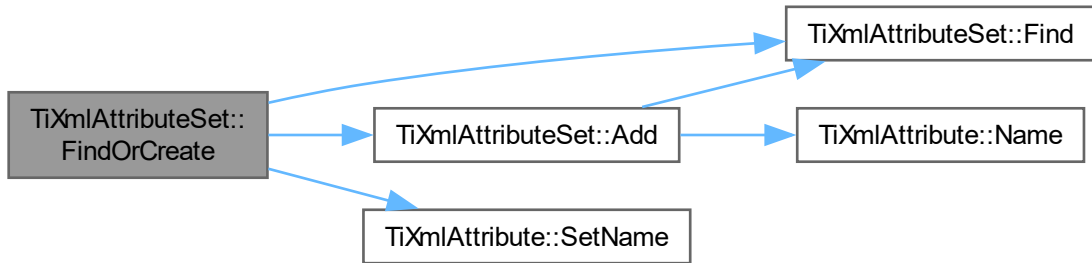 TiXmlAttributeSet::
FindOrCreate
TiXmlAttributeSet::Find
TiXmlAttributeSet::Add
TiXmlAttribute::Name
TiXmlAttribute::SetName